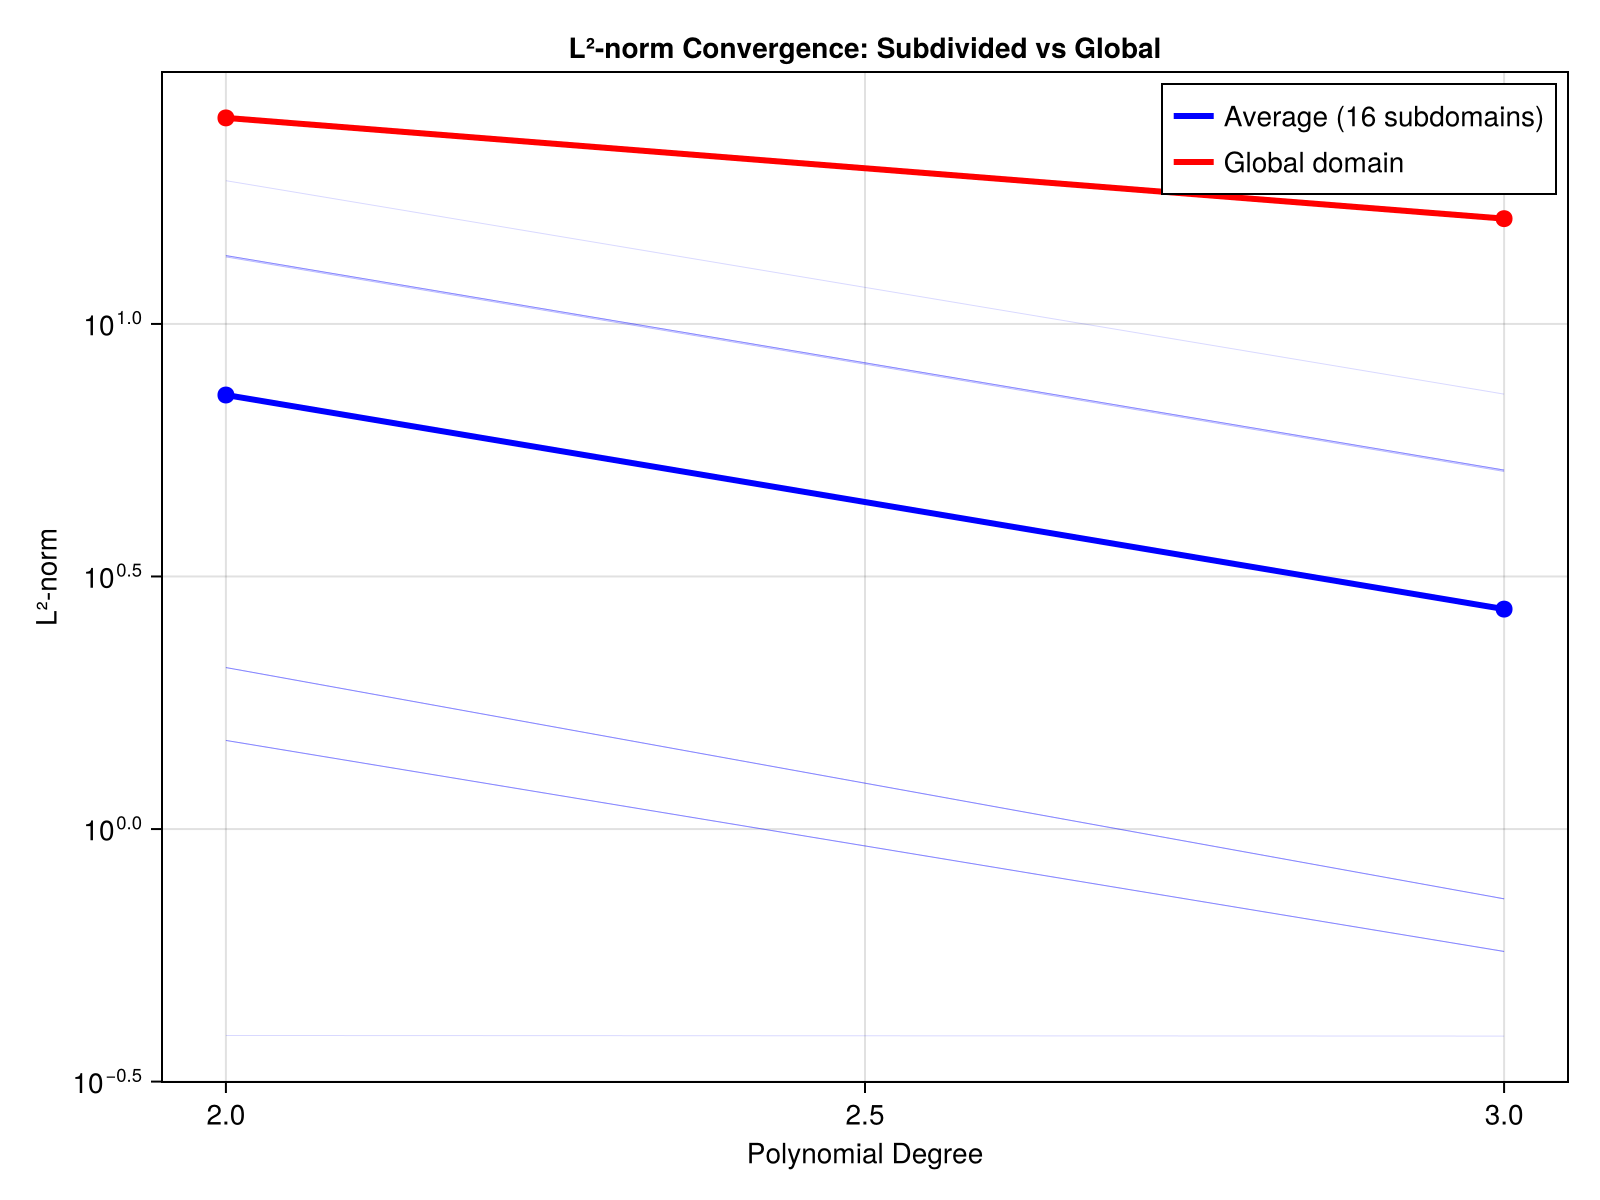 L²-norm Convergence: Subdivided vs Global
Average (16 subdomains)
Global domain
10^1.0
10^0.5
10^0.0
10^−0.5
L²-norm
2.0 2.5 3.0
Polynomial Degree